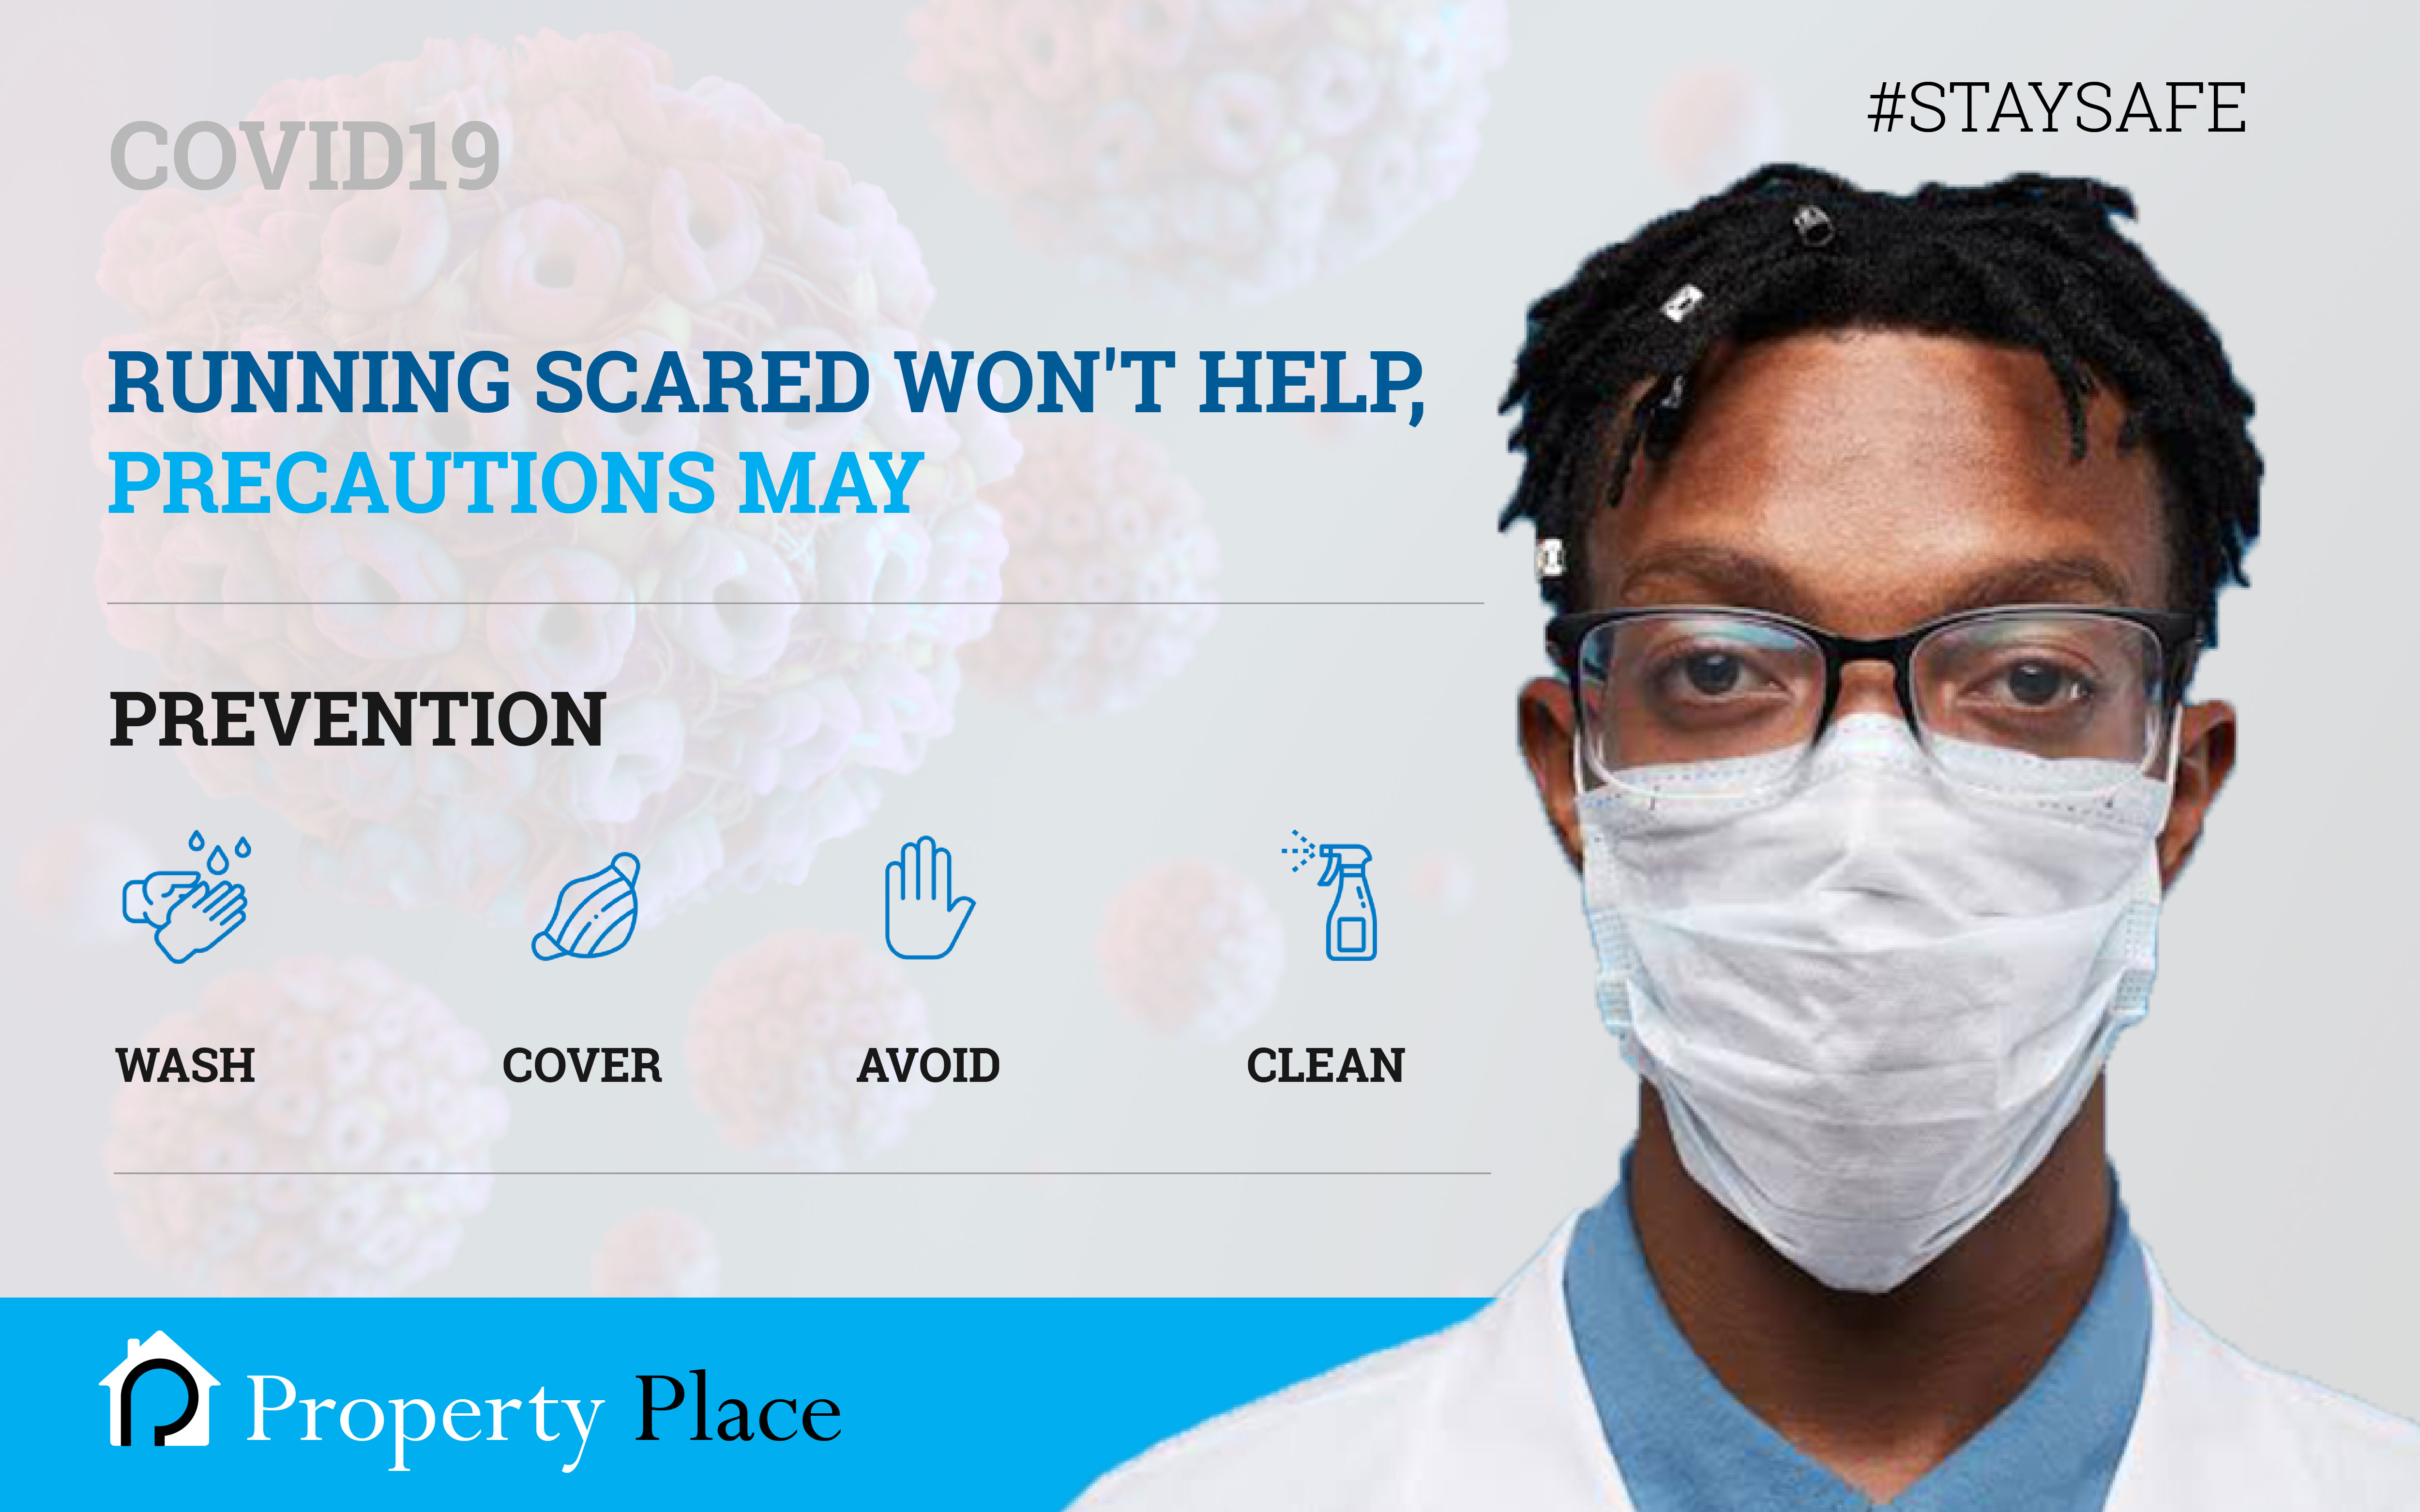 COVID19
#STAYSAFE
RUNNING SCARED WON'T HELP,
PRECAUTIONS MAY
PREVENTION
WASH
COVER
AVOID
CLEAN
Property Place